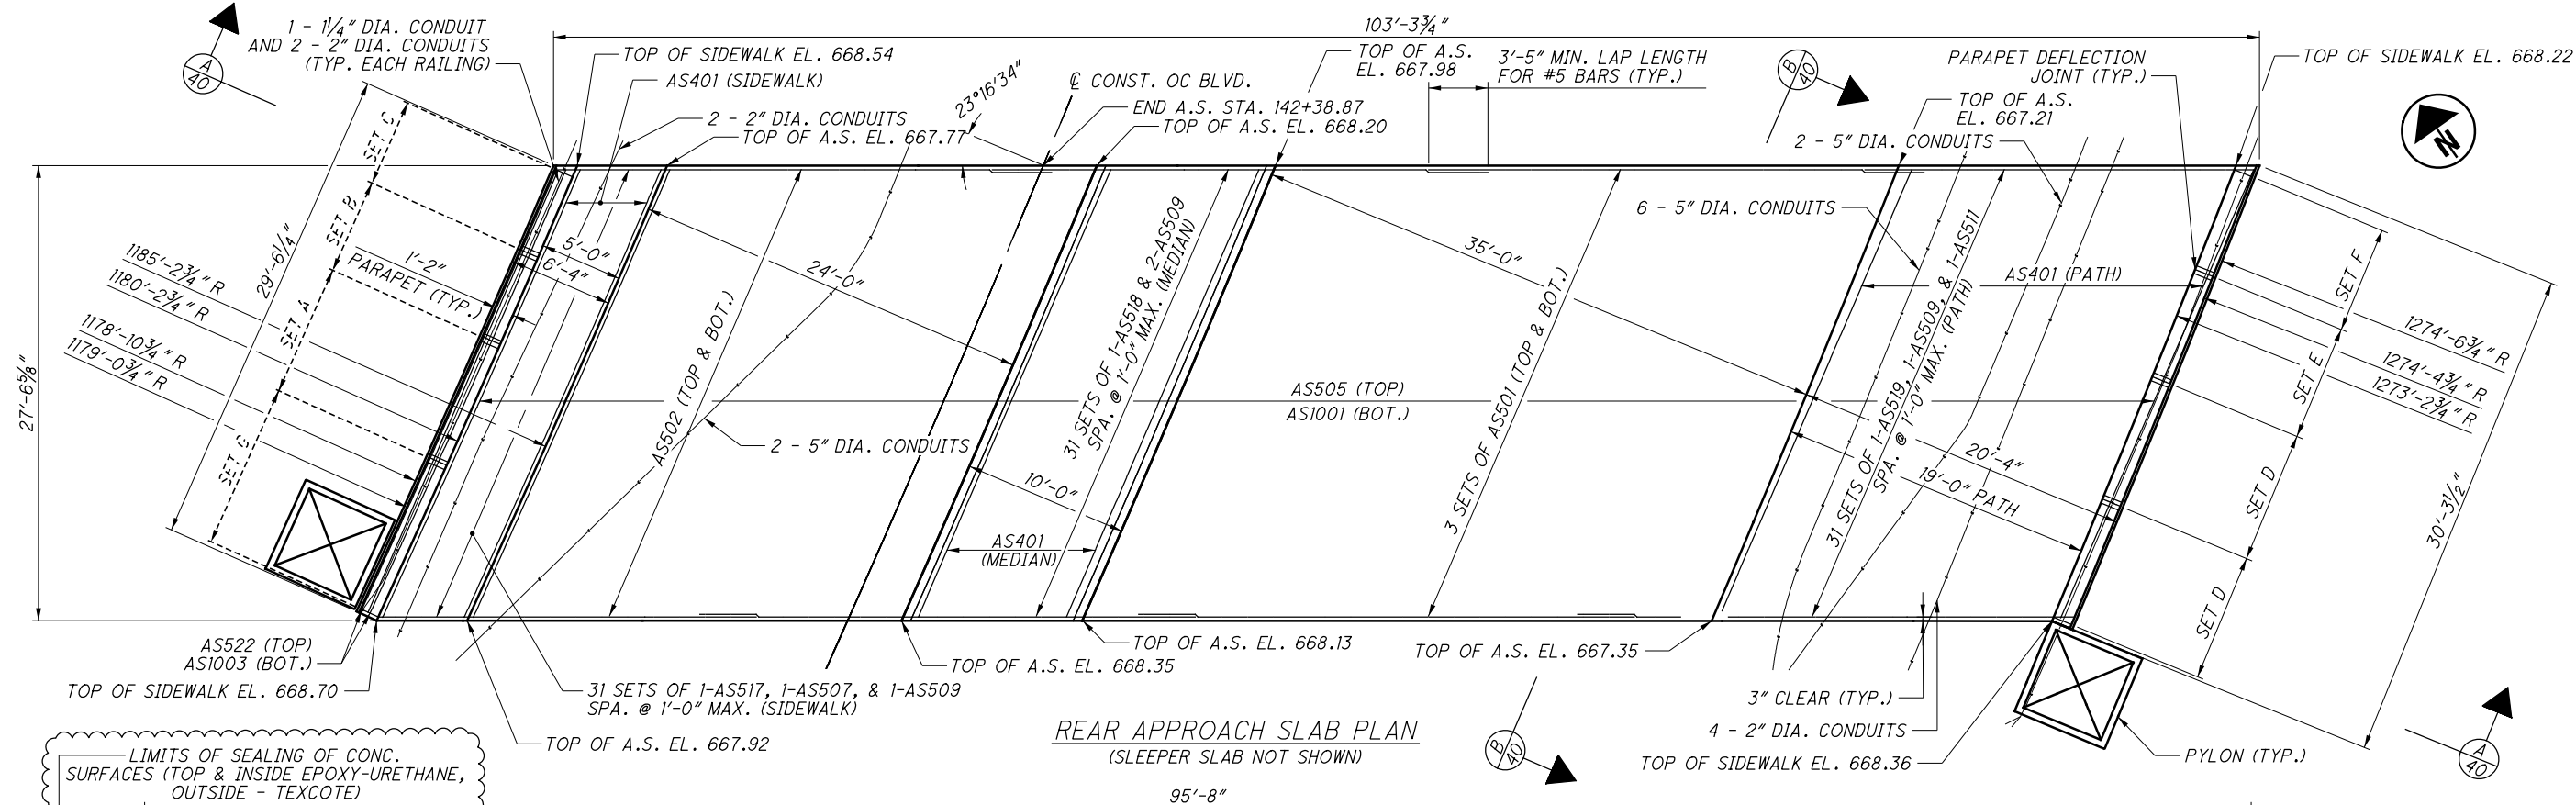 1 - 1¼" DIA. CONDUIT
AND 2 - 2" DIA. CONDUITS
(TYP. EACH RAILING)
A
40
TOP OF SIDEWALK EL. 668.54
AS401 (SIDEWALK)
2 - 2" DIA. CONDUITS
TOP OF A.S. EL. 667.77
23°16'34"
103'-3¾"
℄ CONST. OC BLVD.
END A.S. STA. 142+38.87
TOP OF A.S. EL. 668.20
TOP OF A.S.
EL. 667.98
3'-5" MIN. LAP LENGTH
FOR #5 BARS (TYP.)
B
40
PARAPET DEFLECTION
JOINT (TYP.)
TOP OF A.S.
EL. 667.21
2 - 5" DIA. CONDUITS
TOP OF SIDEWALK EL. 668.22
N
6 - 5" DIA. CONDUITS
27'-6⅝"
29'-6¼"
SET C
SET B
SET A
SET G
1185'-2¾" R
1180'-2¾" R
1178'-10¾" R
1179'-0¾" R
1'-2"
PARAPET (TYP.)
5'-0"
6'-4"
24'-0"
AS502 (TOP & BOT.)
2 - 5" DIA. CONDUITS
31 SETS OF 1-AS518 & 2-AS509
SPA. @ 1'-0" MAX. (MEDIAN)
10'-0"
AS401
(MEDIAN)
35'-0"
AS505 (TOP)
AS1001 (BOT.)
3 SETS OF AS501 (TOP & BOT.)
31 SETS OF 1-AS519, 1-AS509, & 1-AS511
SPA. @ 1'-0" MAX. (PATH)
AS401 (PATH)
20'-4"
19'-0" PATH
SET F
SET E
SET D
SET D
1274'-6¾" R
1274'-4¾" R
1273'-2¾" R
30'-3½"
AS522 (TOP)
AS1003 (BOT.)
TOP OF SIDEWALK EL. 668.70
31 SETS OF 1-AS517, 1-AS507, & 1-AS509
SPA. @ 1'-0" MAX. (SIDEWALK)
TOP OF A.S. EL. 667.92
TOP OF A.S. EL. 668.35
TOP OF A.S. EL. 668.13
TOP OF A.S. EL. 667.35
3" CLEAR (TYP.)
4 - 2" DIA. CONDUITS
TOP OF SIDEWALK EL. 668.36
PYLON (TYP.)
B
40
A
40
REAR APPROACH SLAB PLAN
(SLEEPER SLAB NOT SHOWN)
95'-8"
LIMITS OF SEALING OF CONC.
SURFACES (TOP & INSIDE EPOXY-URETHANE,
OUTSIDE - TEXCOTE)